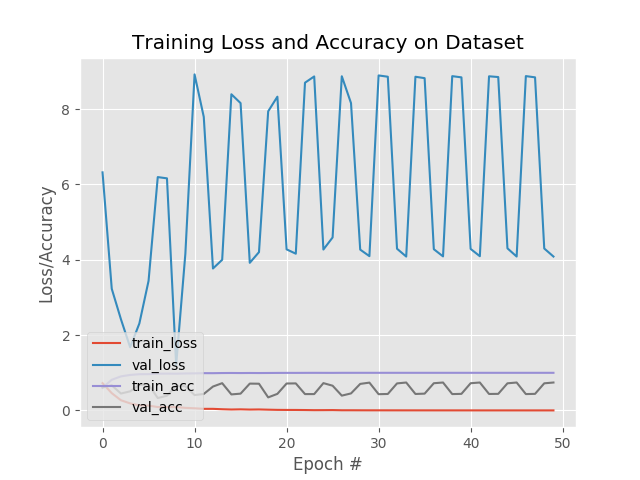 Training Loss and Accuracy on Dataset
Loss/Accuracy
8
6
4
2
0
train_loss
val_loss
train_acc
val_acc
0 10 20 30 40 50
Epoch #